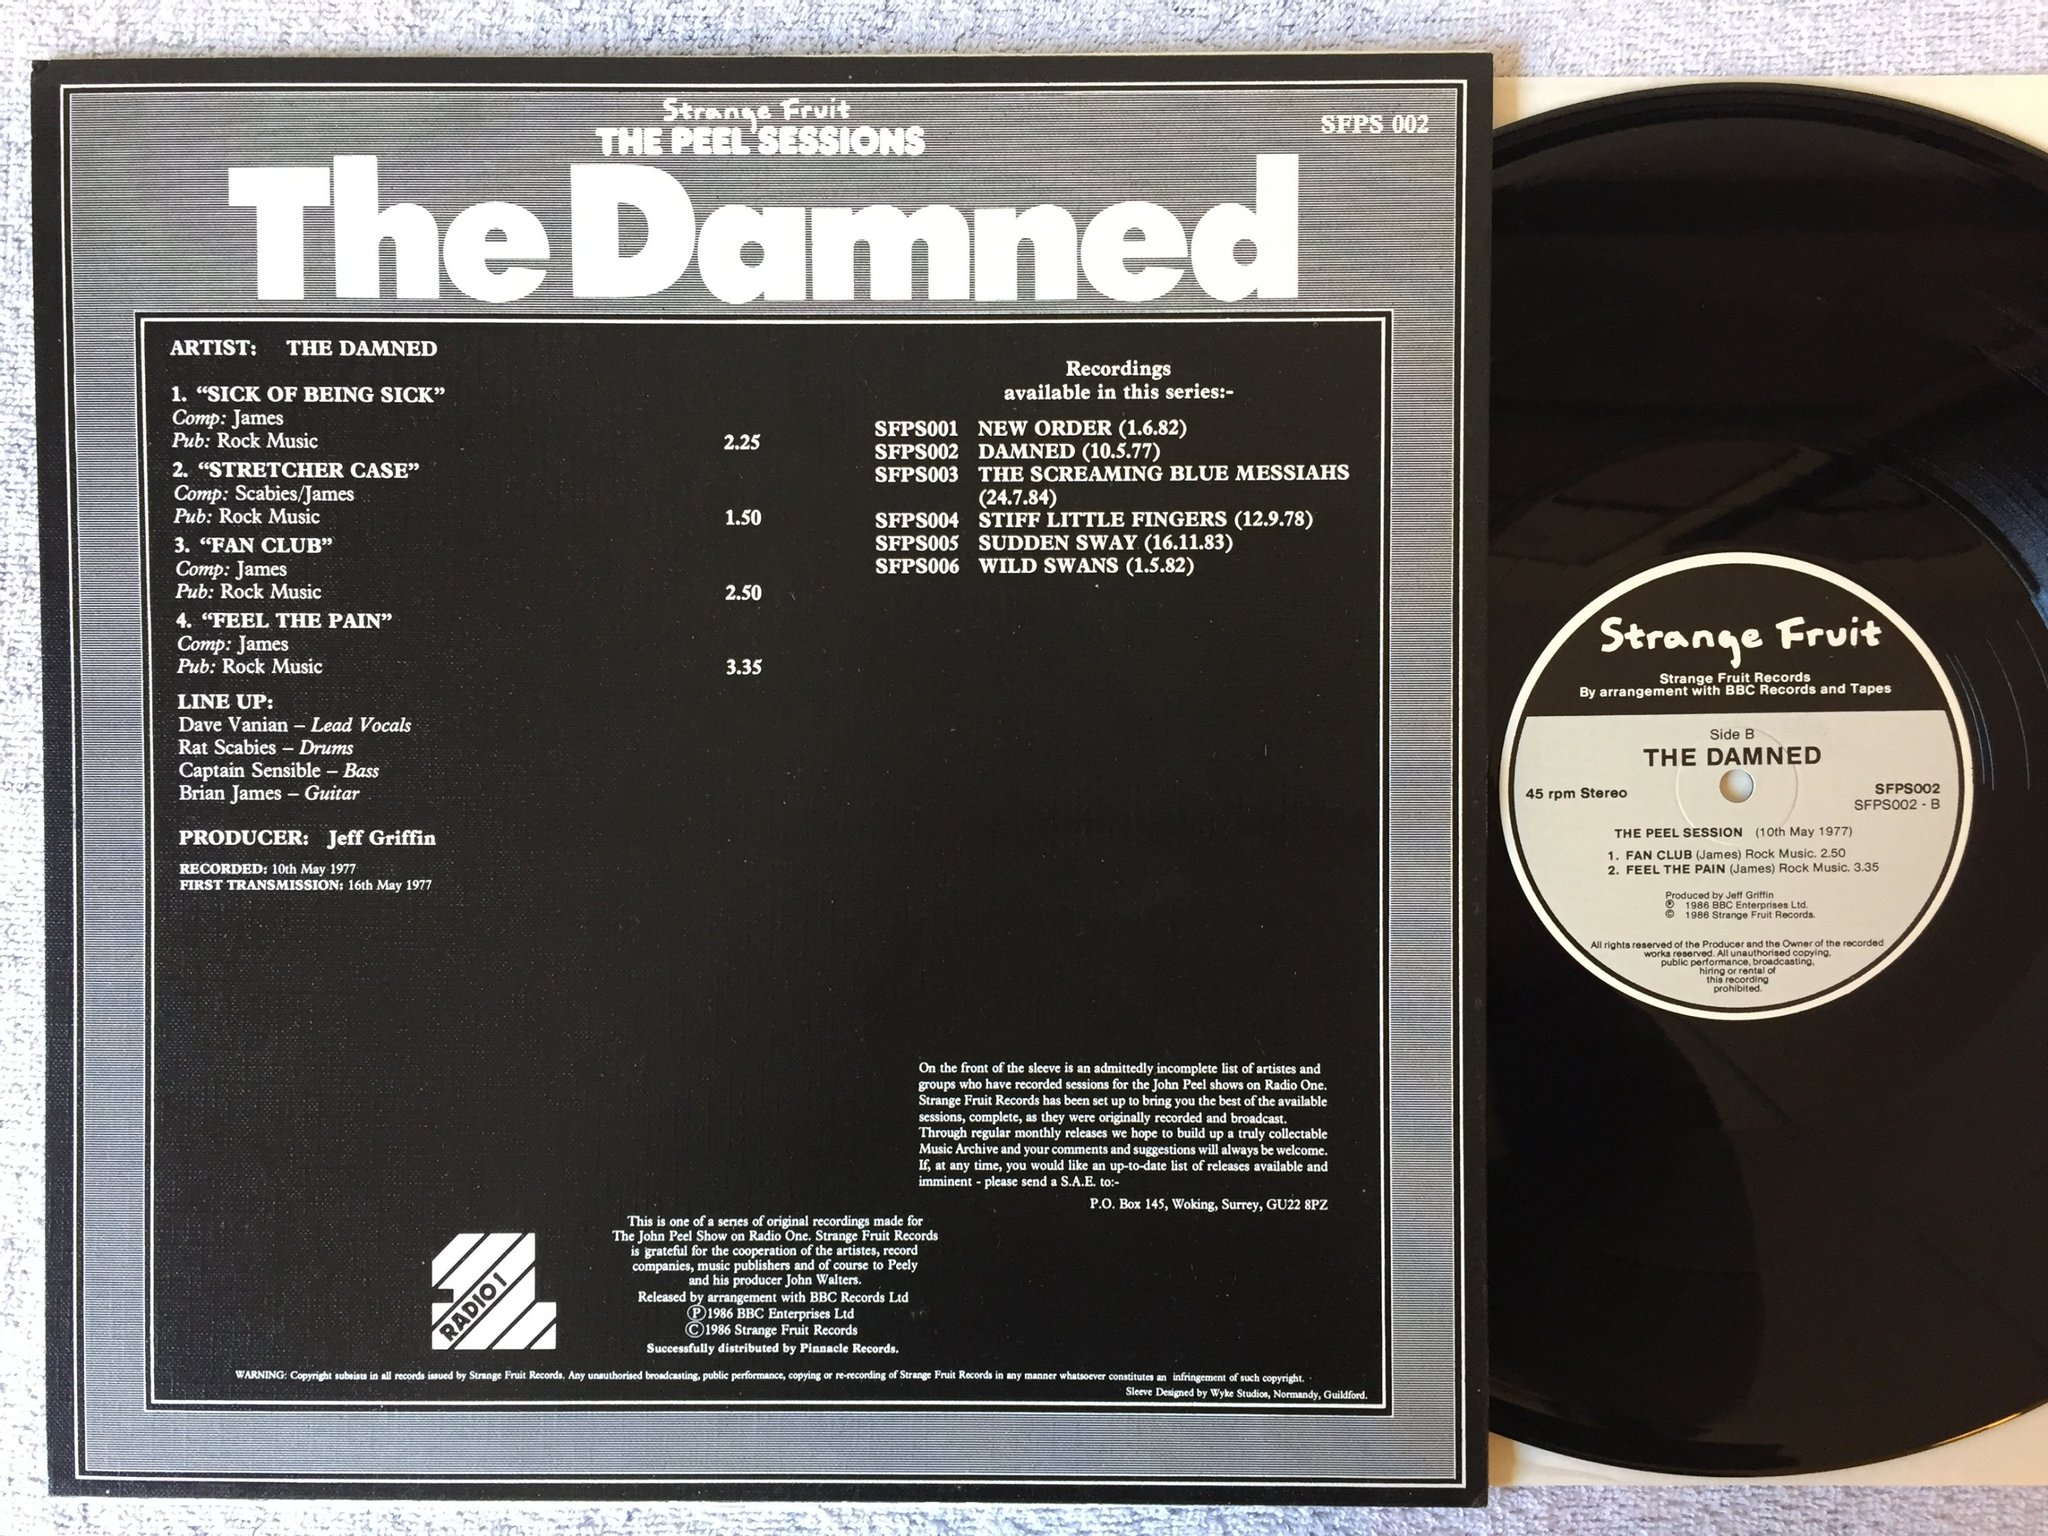 Strange Fruit
THE PEEL SESSIONS
SFPS 002
The Damned
ARTIST: THE DAMNED
1. “SICK OF BEING SICK”
Comp: James
Pub: Rock Music 2.25
2. “STRETCHER CASE”
Comp: Scabies/James
Pub: Rock Music 1.50
3. “FAN CLUB”
Comp: James
Pub: Rock Music 2.50
4. “FEEL THE PAIN”
Comp: James
Pub: Rock Music 3.35
LINE UP:
Dave Vanian – Lead Vocals
Rat Scabies – Drums
Captain Sensible – Bass
Brian James – Guitar
PRODUCER: Jeff Griffin
RECORDED: 10th May 1977
FIRST TRANSMISSION: 16th May 1977
Recordings
available in this series:-
SFPS001 NEW ORDER (1.6.82)
SFPS002 DAMNED (10.5.77)
SFPS003 THE SCREAMING BLUE MESSIAHS
(24.7.84)
SFPS004 STIFF LITTLE FINGERS (12.9.78)
SFPS005 SUDDEN SWAY (16.11.83)
SFPS006 WILD SWANS (1.5.82)
On the front of the sleeve is an admittedly incomplete list of artistes and
groups who have recorded sessions for the John Peel shows on Radio One.
Strange Fruit Records has been set up to bring you the best of the available
sessions, complete, as they were originally recorded and broadcast.
Through regular monthly releases we hope to build up a truly collectable
Music Archive and your comments and suggestions will always be welcome.
If, at any time, you would like an up-to-date list of releases available and
imminent - please send a S.A.E. to:-
P.O. Box 145, Woking, Surrey, GU22 8PZ
RADIO 1
This is one of a series of original recordings made for
The John Peel Show on Radio One. Strange Fruit Records
is grateful for the cooperation of the artistes, record
companies, music publishers and of course to Peely
and his producer John Walters.
Released by arrangement with BBC Records Ltd
Ⓟ1986 BBC Enterprises Ltd
©1986 Strange Fruit Records
Successfully distributed by Pinnacle Records.
WARNING: Copyright subsists in all records issued by Strange Fruit Records. Any unauthorised broadcasting, public performance, copying or re-recording of Strange Fruit Records in any manner whatsoever constitutes an infringement of such copyright.
Sleeve Designed by Wyke Studios, Normandy, Guildford.
Strange Fruit
Strange Fruit Records
By arrangement with BBC Records and Tapes
Side B
THE DAMNED
45 rpm Stereo
SFPS002
SFPS002 - B
THE PEEL SESSION (10th May 1977)
1. FAN CLUB (James) Rock Music. 2.50
2. FEEL THE PAIN (James) Rock Music. 3.35
Produced by Jeff Griffin
Ⓟ 1986 BBC Enterprises Ltd.
© 1986 Strange Fruit Records.
All rights reserved of the Producer and the Owner of the recorded
works reserved. All unauthorised copying,
public performance, broadcasting,
hiring or rental of
this recording
prohibited.